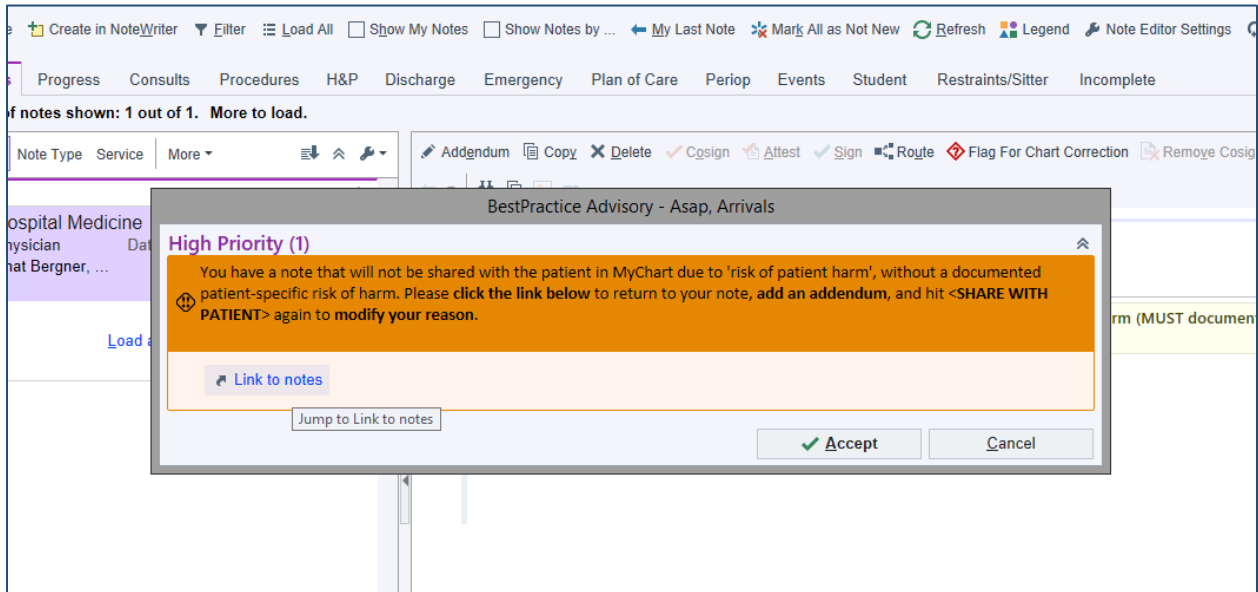 Create in NoteWriter Filter Load All Show My Notes Show Notes by ... My Last Note Mark All as Not New Refresh Legend Note Editor Settings
Progress Consults Procedures H&P Discharge Emergency Plan of Care Periop Events Student Restraints/Sitter Incomplete
of notes shown: 1 out of 1. More to load.
Note Type Service More
Addendum Copy Delete Cosign Attest Sign Route Flag For Chart Correction Remove Cosig
BestPractice Advisory - Asap, Arrivals
ospital Medicine
hysician Dat
nat Bergner, ...
Load a
High Priority (1)
You have a note that will not be shared with the patient in MyChart due to 'risk of patient harm', without a documented
patient-specific risk of harm. Please click the link below to return to your note, add an addendum, and hit <SHARE WITH
PATIENT> again to modify your reason.
rm (MUST documen
Link to notes
Jump to Link to notes
Accept Cancel